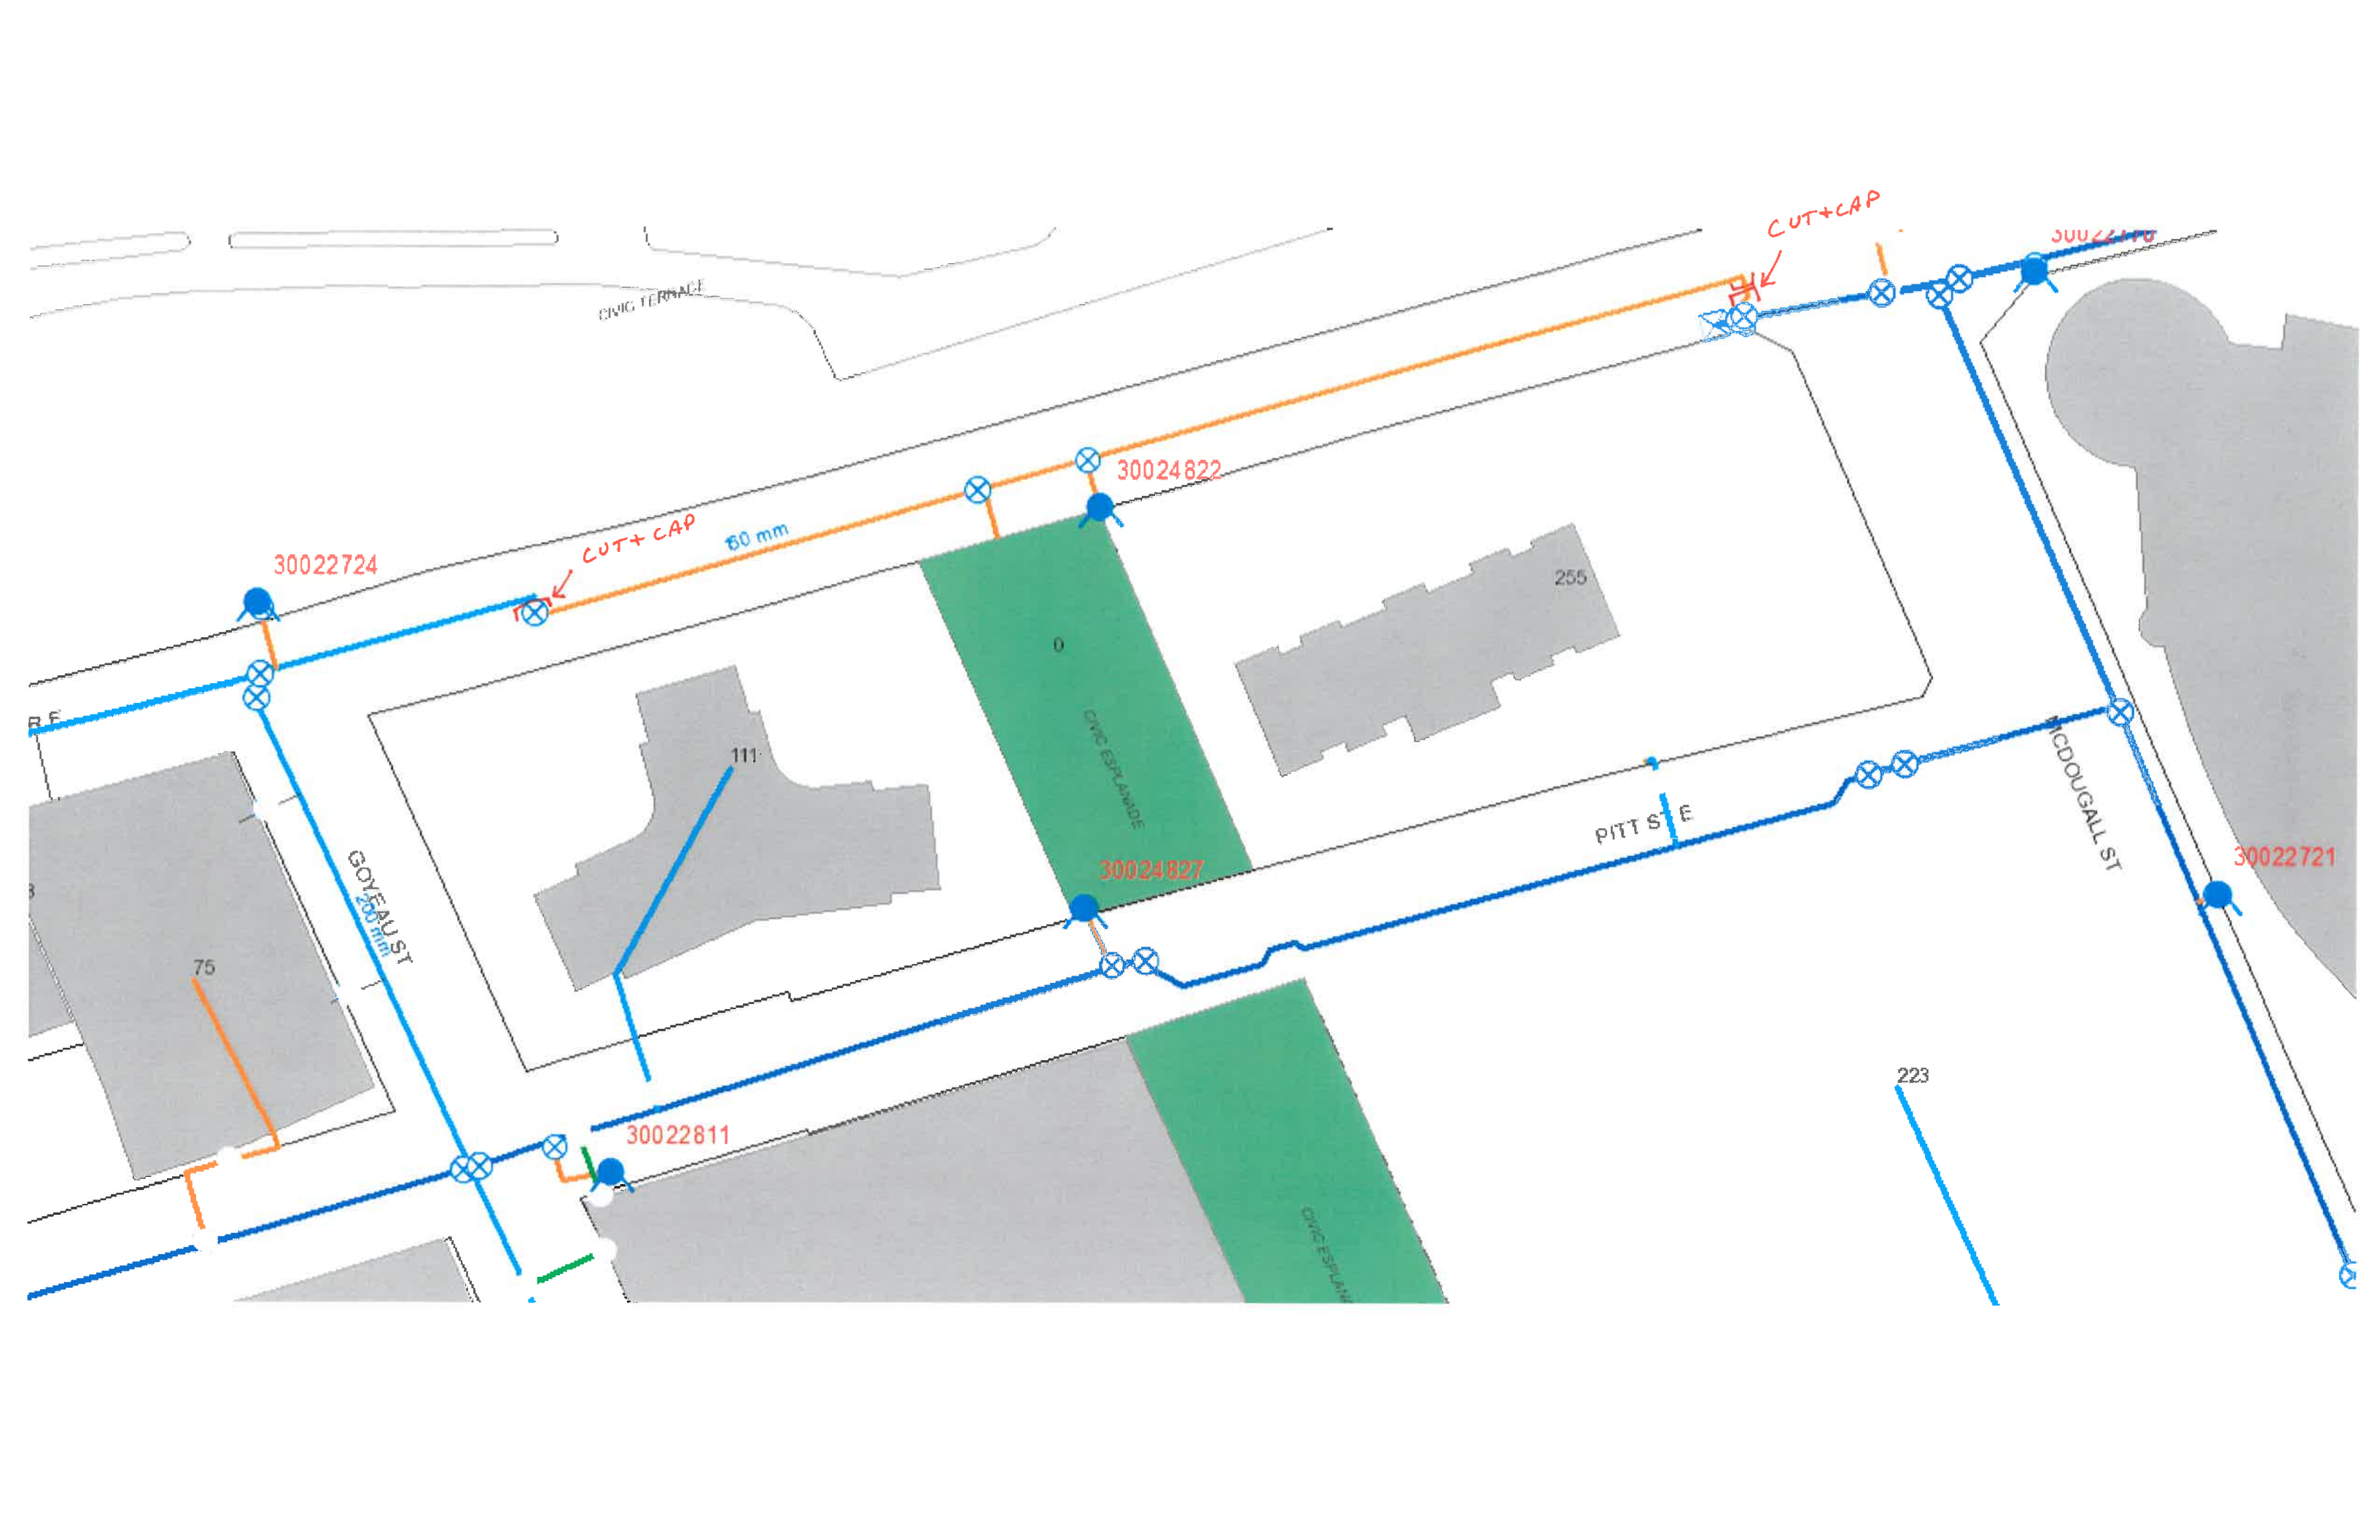 CUT+CAP
CIVIC TERRACE
30024822
CUT+ CAP
60 mm
30022724
255
0
R E
CIVIC ESPLANADE
111
MCDOUGALL ST
PITT ST E
GOYEAU ST
200 mm
30024827
30022721
75
223
30022811
CIVIC ESPLANA